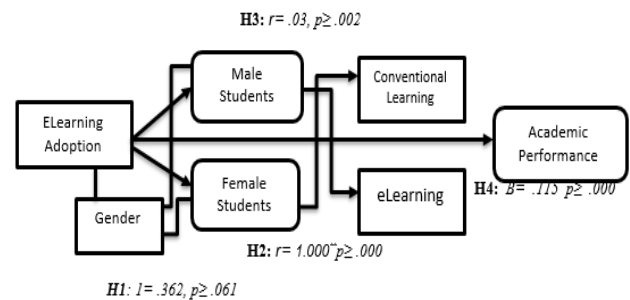 H3: r= .03, p≥ .002
Male
Students
Conventional
Learning
ELearning
Adoption
Academic
Performance
Female
Students
eLearning
H4: B= .115 p≥ .000
Gender
H2: r= 1.000**p≥ .000
H1: 1= .362, p≥ .061